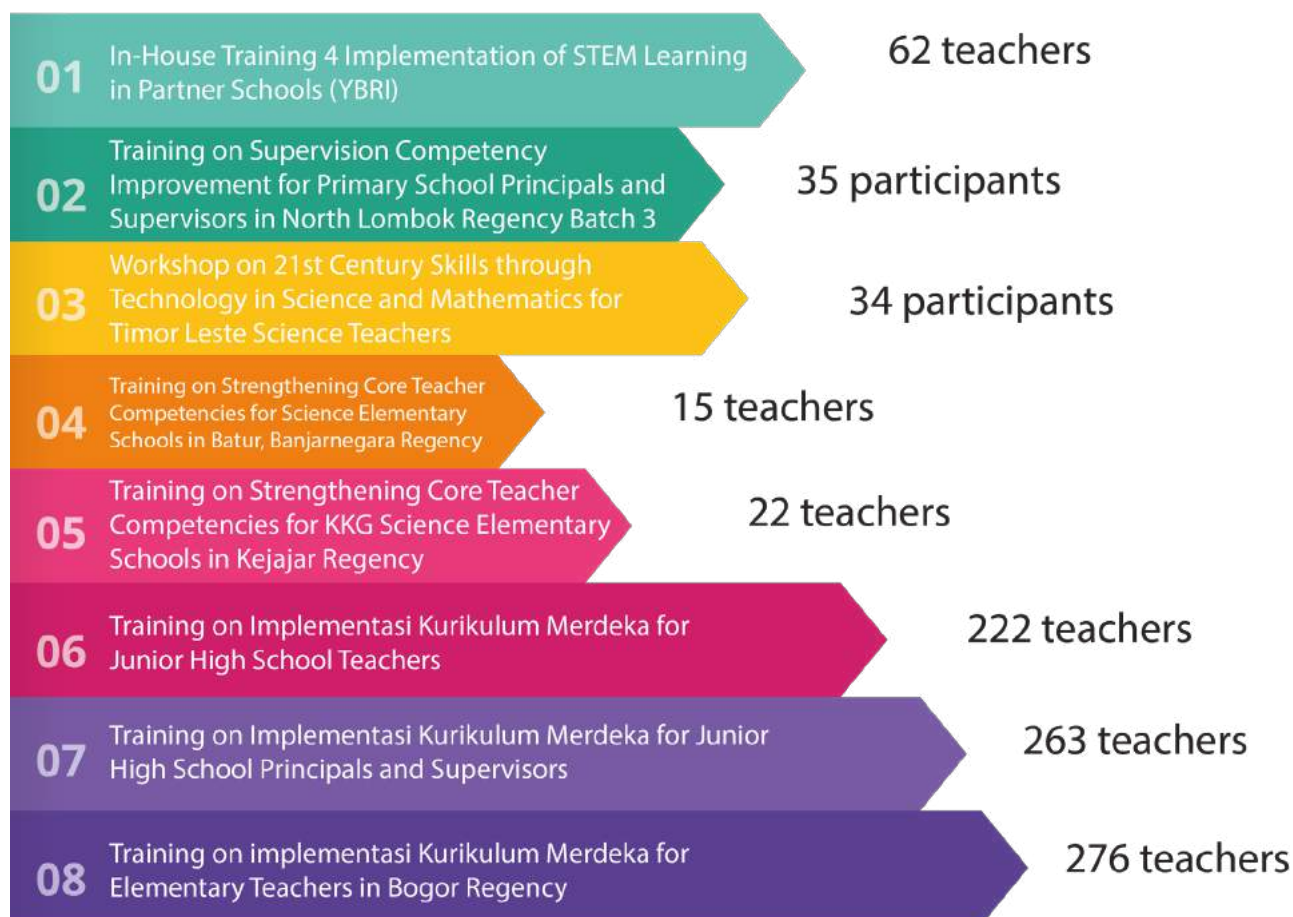 01
In-House Training 4 Implementation of STEM Learning
in Partner Schools (YBRI)
62 teachers
02
Training on Supervision Competency
Improvement for Primary School Principals and
Supervisors in North Lombok Regency Batch 3
35 participants
03
Workshop on 21st Century Skills through
Technology in Science and Mathematics for
Timor Leste Science Teachers
34 participants
04
Training on Strengthening Core Teacher
Competencies for Science Elementary
Schools in Batur, Banjarnegara Regency
15 teachers
05
Training on Strengthening Core Teacher
Competencies for KKG Science Elementary
Schools in Kejajar Regency
22 teachers
06
Training on Implementasi Kurikulum Merdeka for
Junior High School Teachers
222 teachers
07
Training on Implementasi Kurikulum Merdeka for Junior
High School Principals and Supervisors
263 teachers
08
Training on implementasi Kurikulum Merdeka for
Elementary Teachers in Bogor Regency
276 teachers